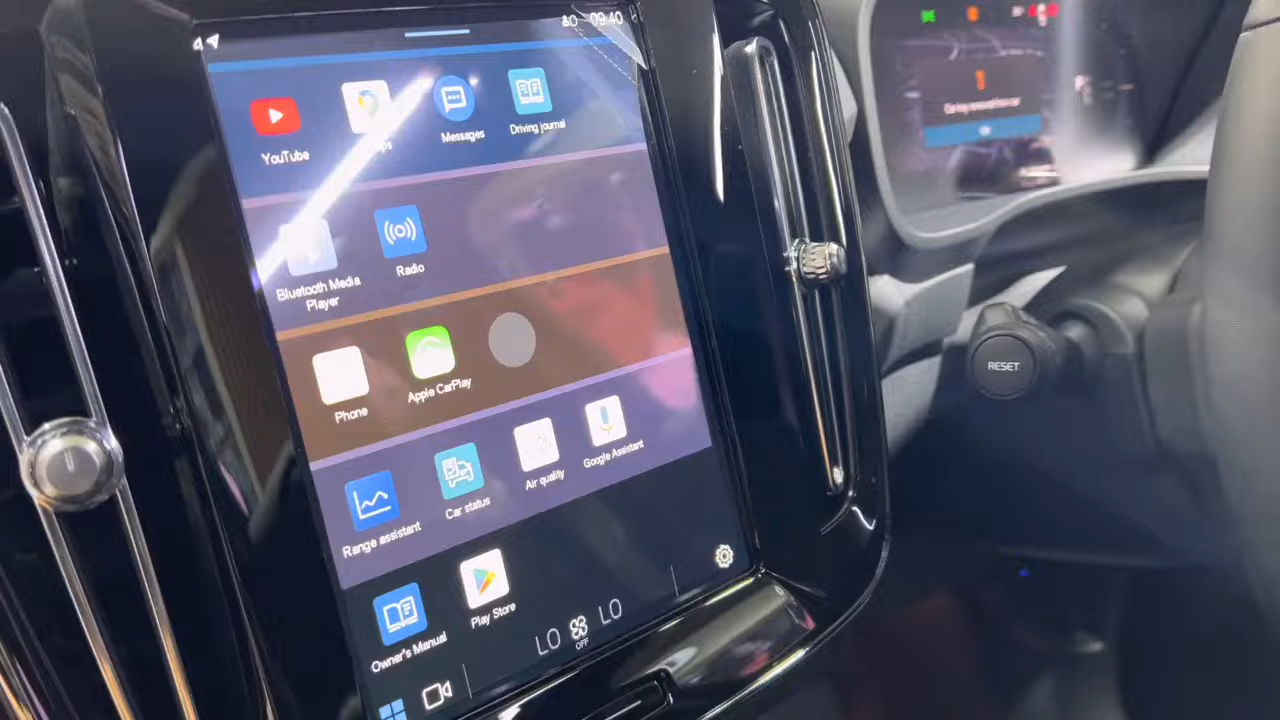 09:40
YouTube
Messages
Driving journal
Bluetooth Media
Player
Radio
Phone
Apple CarPlay
Range assistant
Car status
Air quality
Google Assistant
Owner's Manual
Play Store
LO
OFF
LO
RESET